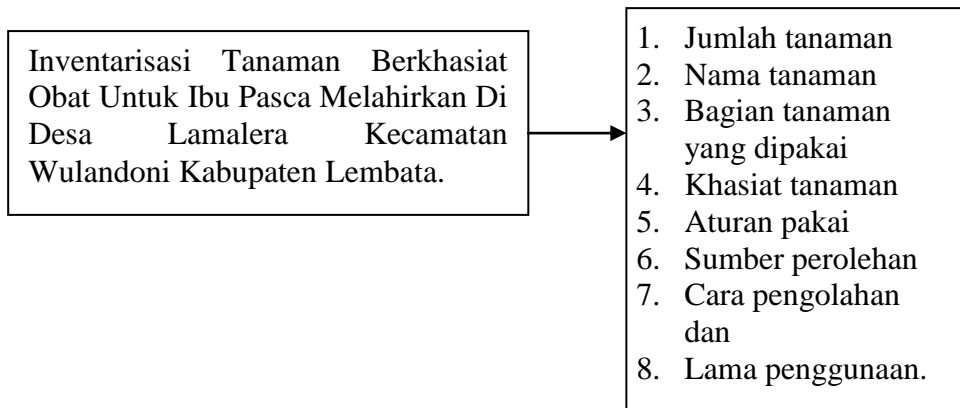 Inventarisasi Tanaman Berkhasiat
Obat Untuk Ibu Pasca Melahirkan Di
Desa Lamalera Kecamatan
Wulandoni Kabupaten Lembata.
1. Jumlah tanaman
2. Nama tanaman
3. Bagian tanaman
yang dipakai
4. Khasiat tanaman
5. Aturan pakai
6. Sumber perolehan
7. Cara pengolahan
dan
8. Lama penggunaan.